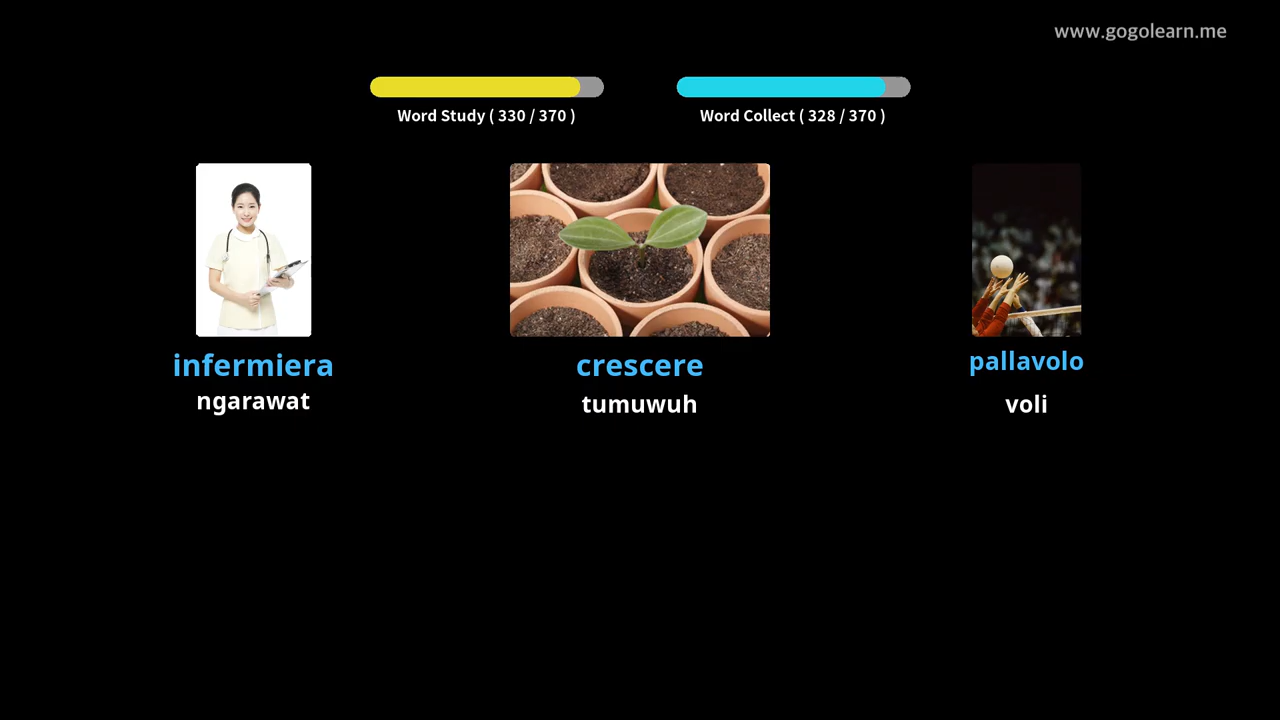 www.gogolearn.me
Word Study ( 330 / 370 )
Word Collect ( 328 / 370 )
infermiera
ngarawat
crescere
tumuwuh
pallavolo
voli